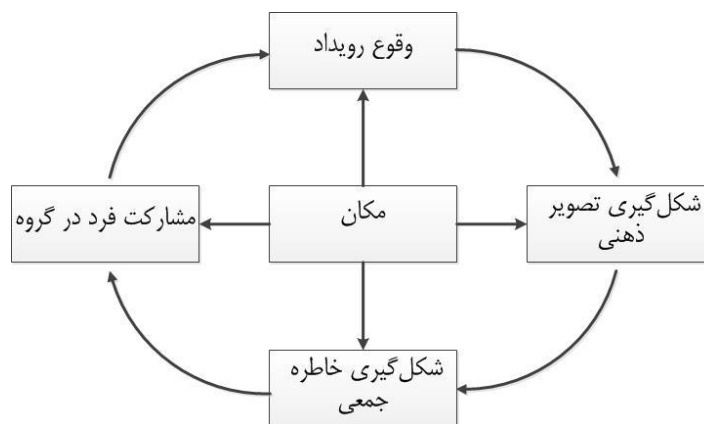 وقوع رویداد
شکل‌گیری تصویر
ذهنی
مکان
مشارکت فرد در گروه
شکل‌گیری خاطره
جمعی